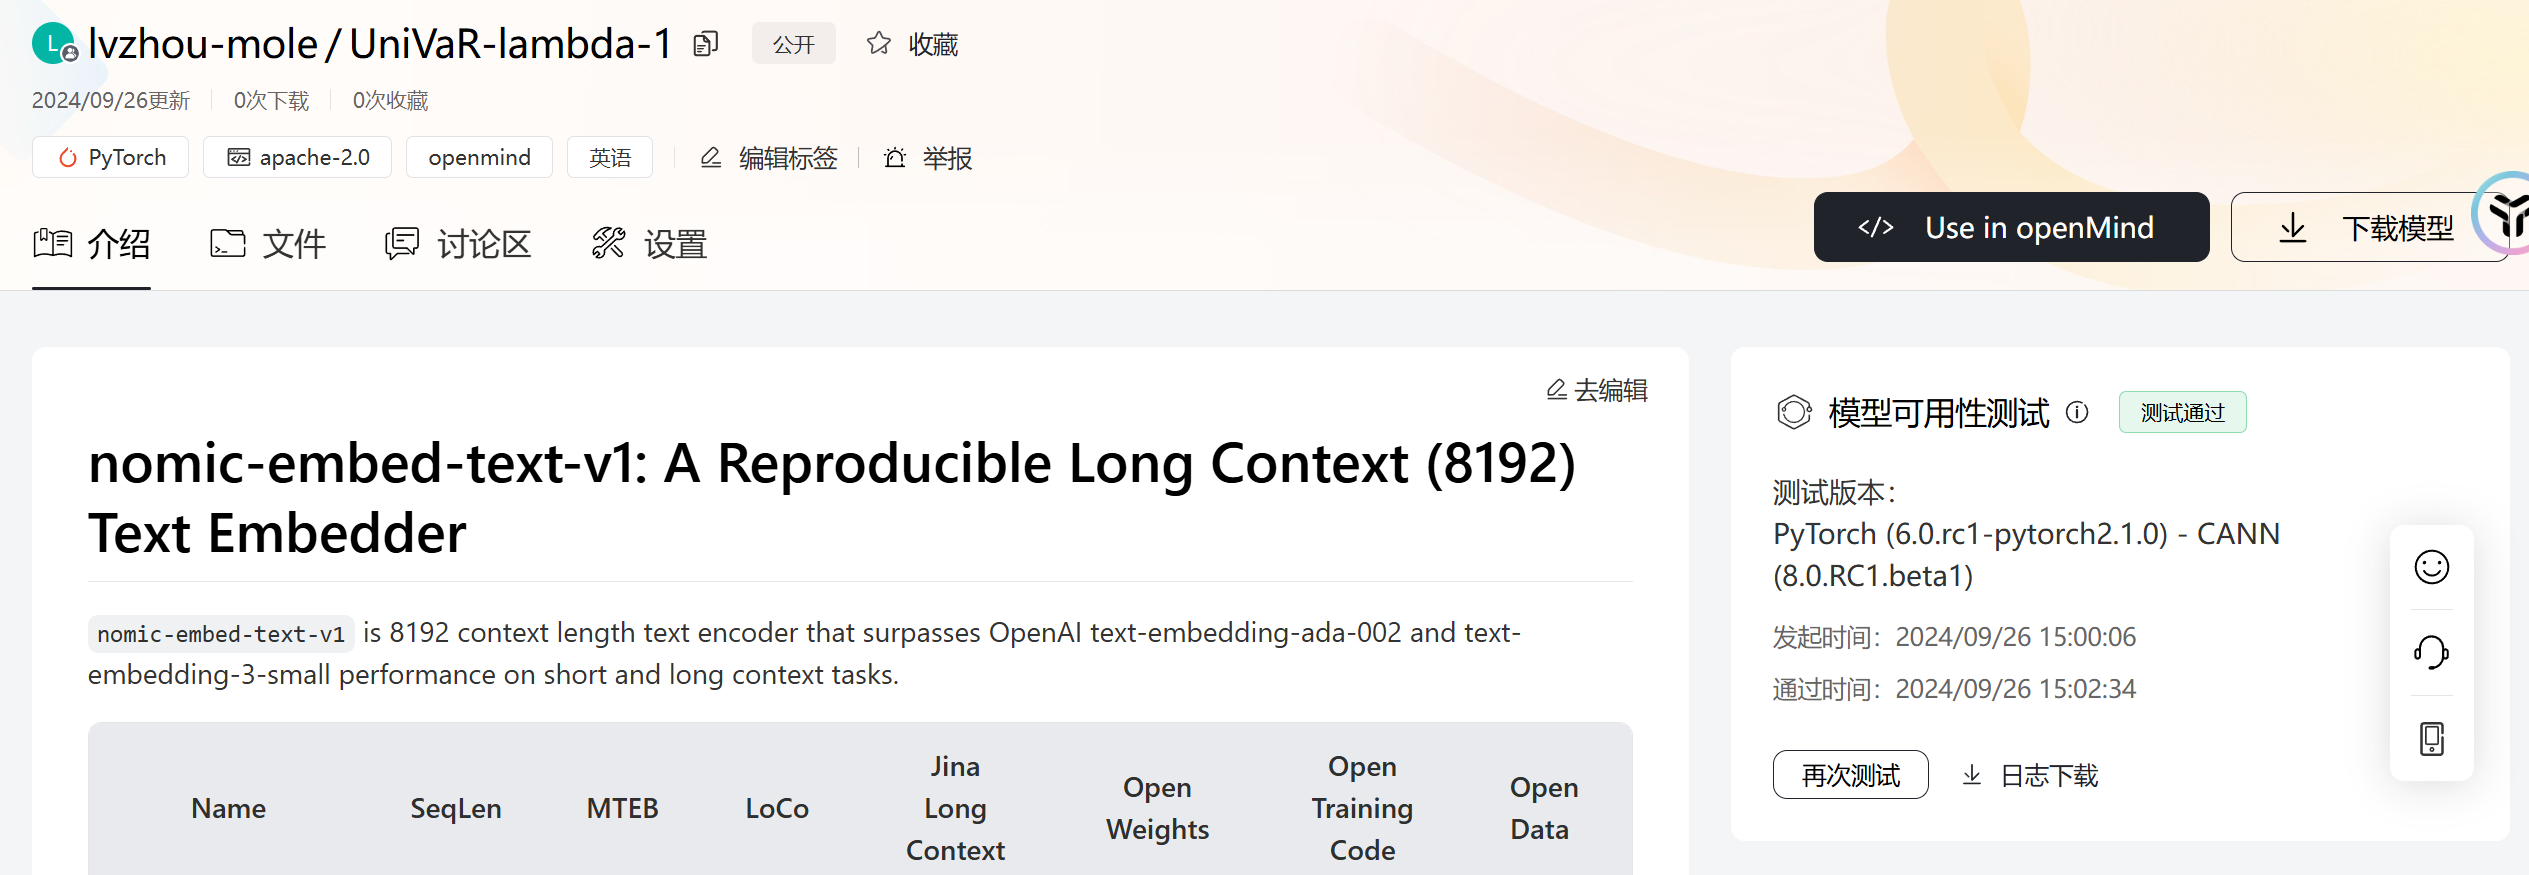 L lvzhou-mole / UniVaR-lambda-1 公开 收藏
2024/09/26更新 0次下载 0次收藏
PyTorch apache-2.0 openmind 英语 编辑标签 举报
介绍 文件 讨论区 设置
Use in openMind 下载模型
去编辑
nomic-embed-text-v1: A Reproducible Long Context (8192)
Text Embedder
nomic-embed-text-v1 is 8192 context length text encoder that surpasses OpenAI text-embedding-ada-002 and text-
embedding-3-small performance on short and long context tasks.
Name SeqLen MTEB LoCo Jina Long Context Open Weights Open Training Code Open Data
模型可用性测试 测试通过
测试版本：
PyTorch (6.0.rc1-pytorch2.1.0) - CANN
(8.0.RC1.beta1)
发起时间：2024/09/26 15:00:06
通过时间：2024/09/26 15:02:34
再次测试 日志下载